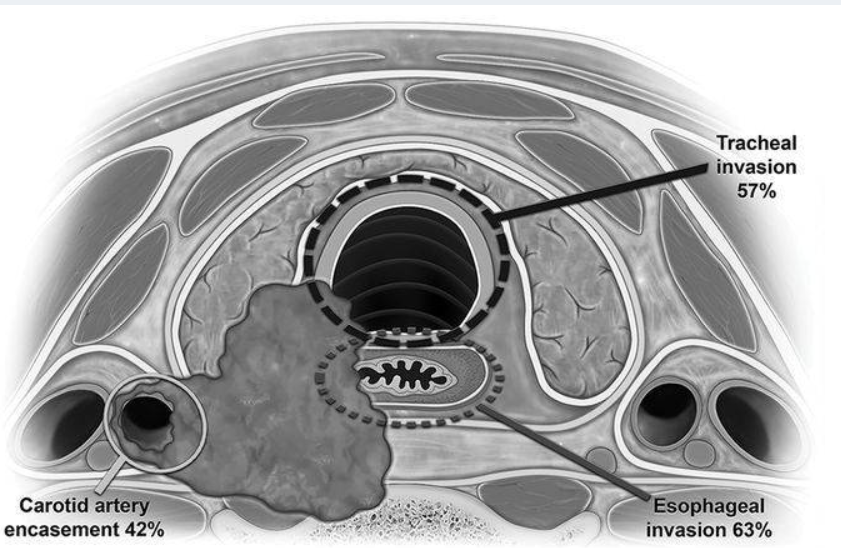 Tracheal
invasion
57%
Carotid artery
encasement 42%
Esophageal
invasion 63%